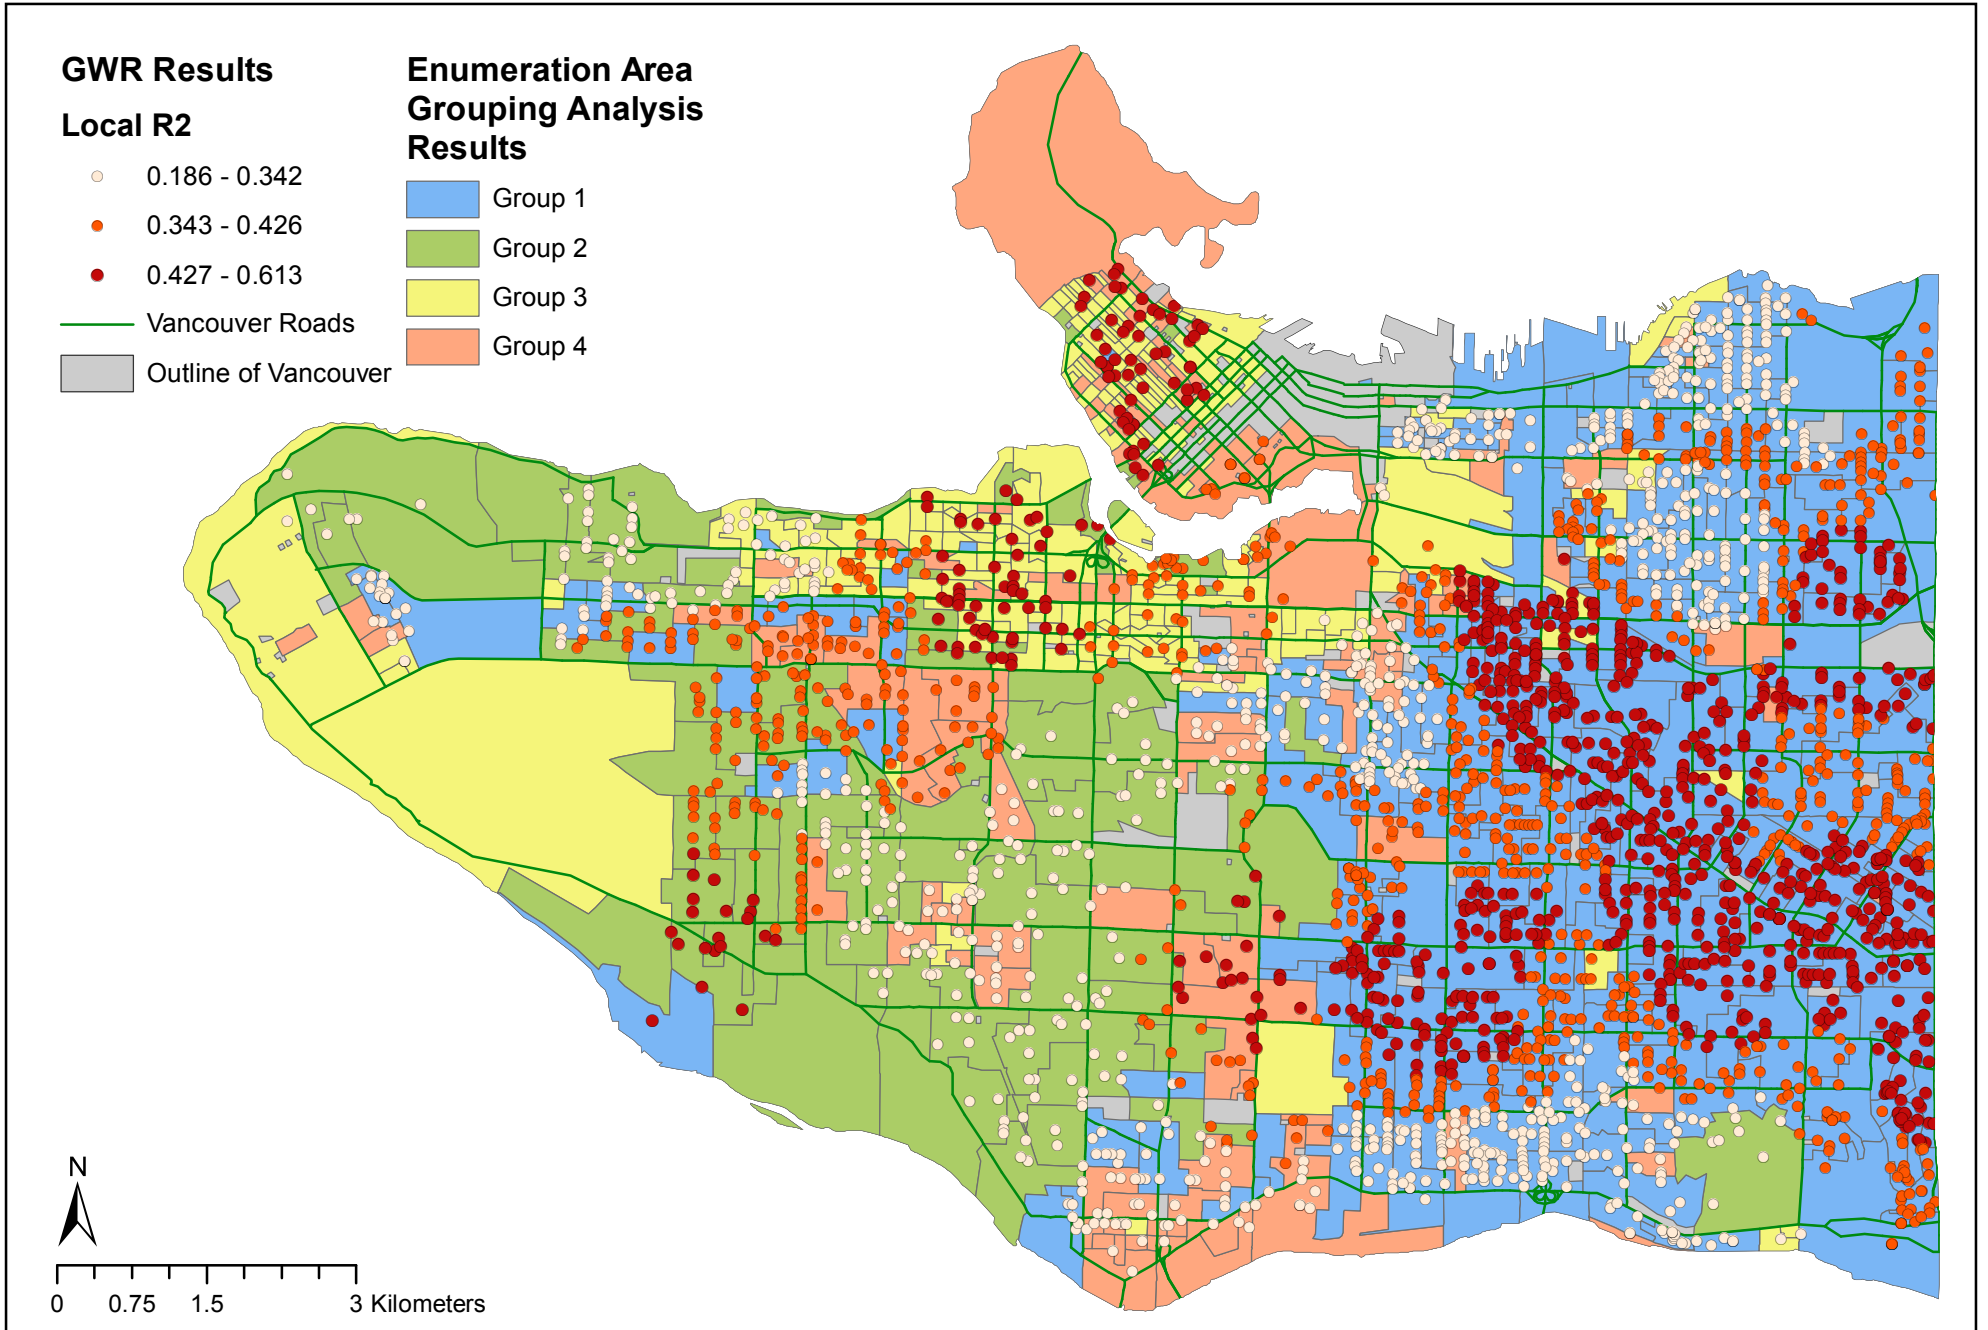 GWR Results
Local R2
0.186 - 0.342
0.343 - 0.426
0.427 - 0.613
Vancouver Roads
Outline of Vancouver
Enumeration Area
Grouping Analysis
Results
Group 1
Group 2
Group 3
Group 4
N
0 0.75 1.5 3 Kilometers